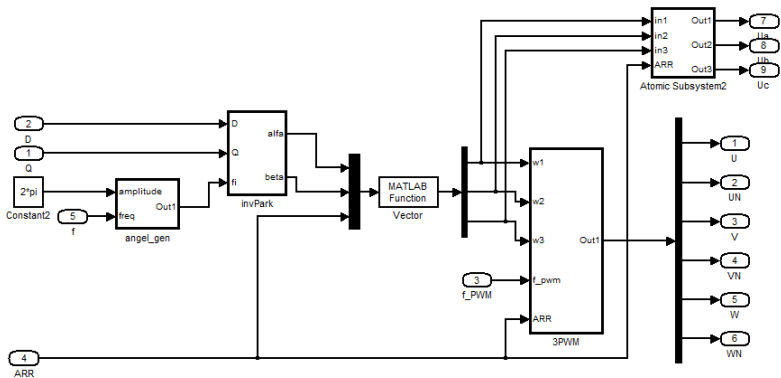 in1
in2
in3
ARR
Out1
Out2
Out3
Atomic Subsystem2
7
Ua
8
Ub
9
Uc
2
D
1
Q
2*pi
Constant2
5
f
amplitude
freq
Out1
angel_gen
D
Q
fi
alfa
beta
invPark
MATLAB
Function
Vector
w1
w2
w3
f_pwm
ARR
Out1
3PWM
3
f_PWM
4
ARR
1
U
2
UN
3
V
4
VN
5
W
6
WN